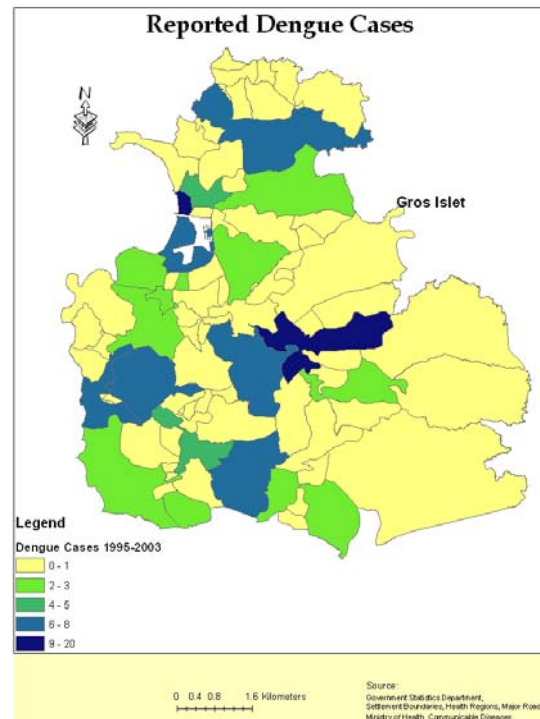 Reported Dengue Cases
N
Gros Islet
Legend
Dengue Cases 1995-2003
0 - 1
2 - 3
4 - 5
6 - 8
9 - 20
0 0.4 0.8 1.6 Kilometers
Source:
Government Statistics Department,
Settlement Boundaries, Health Regions, Major Road
Ministry of Health, Communicable Diseases